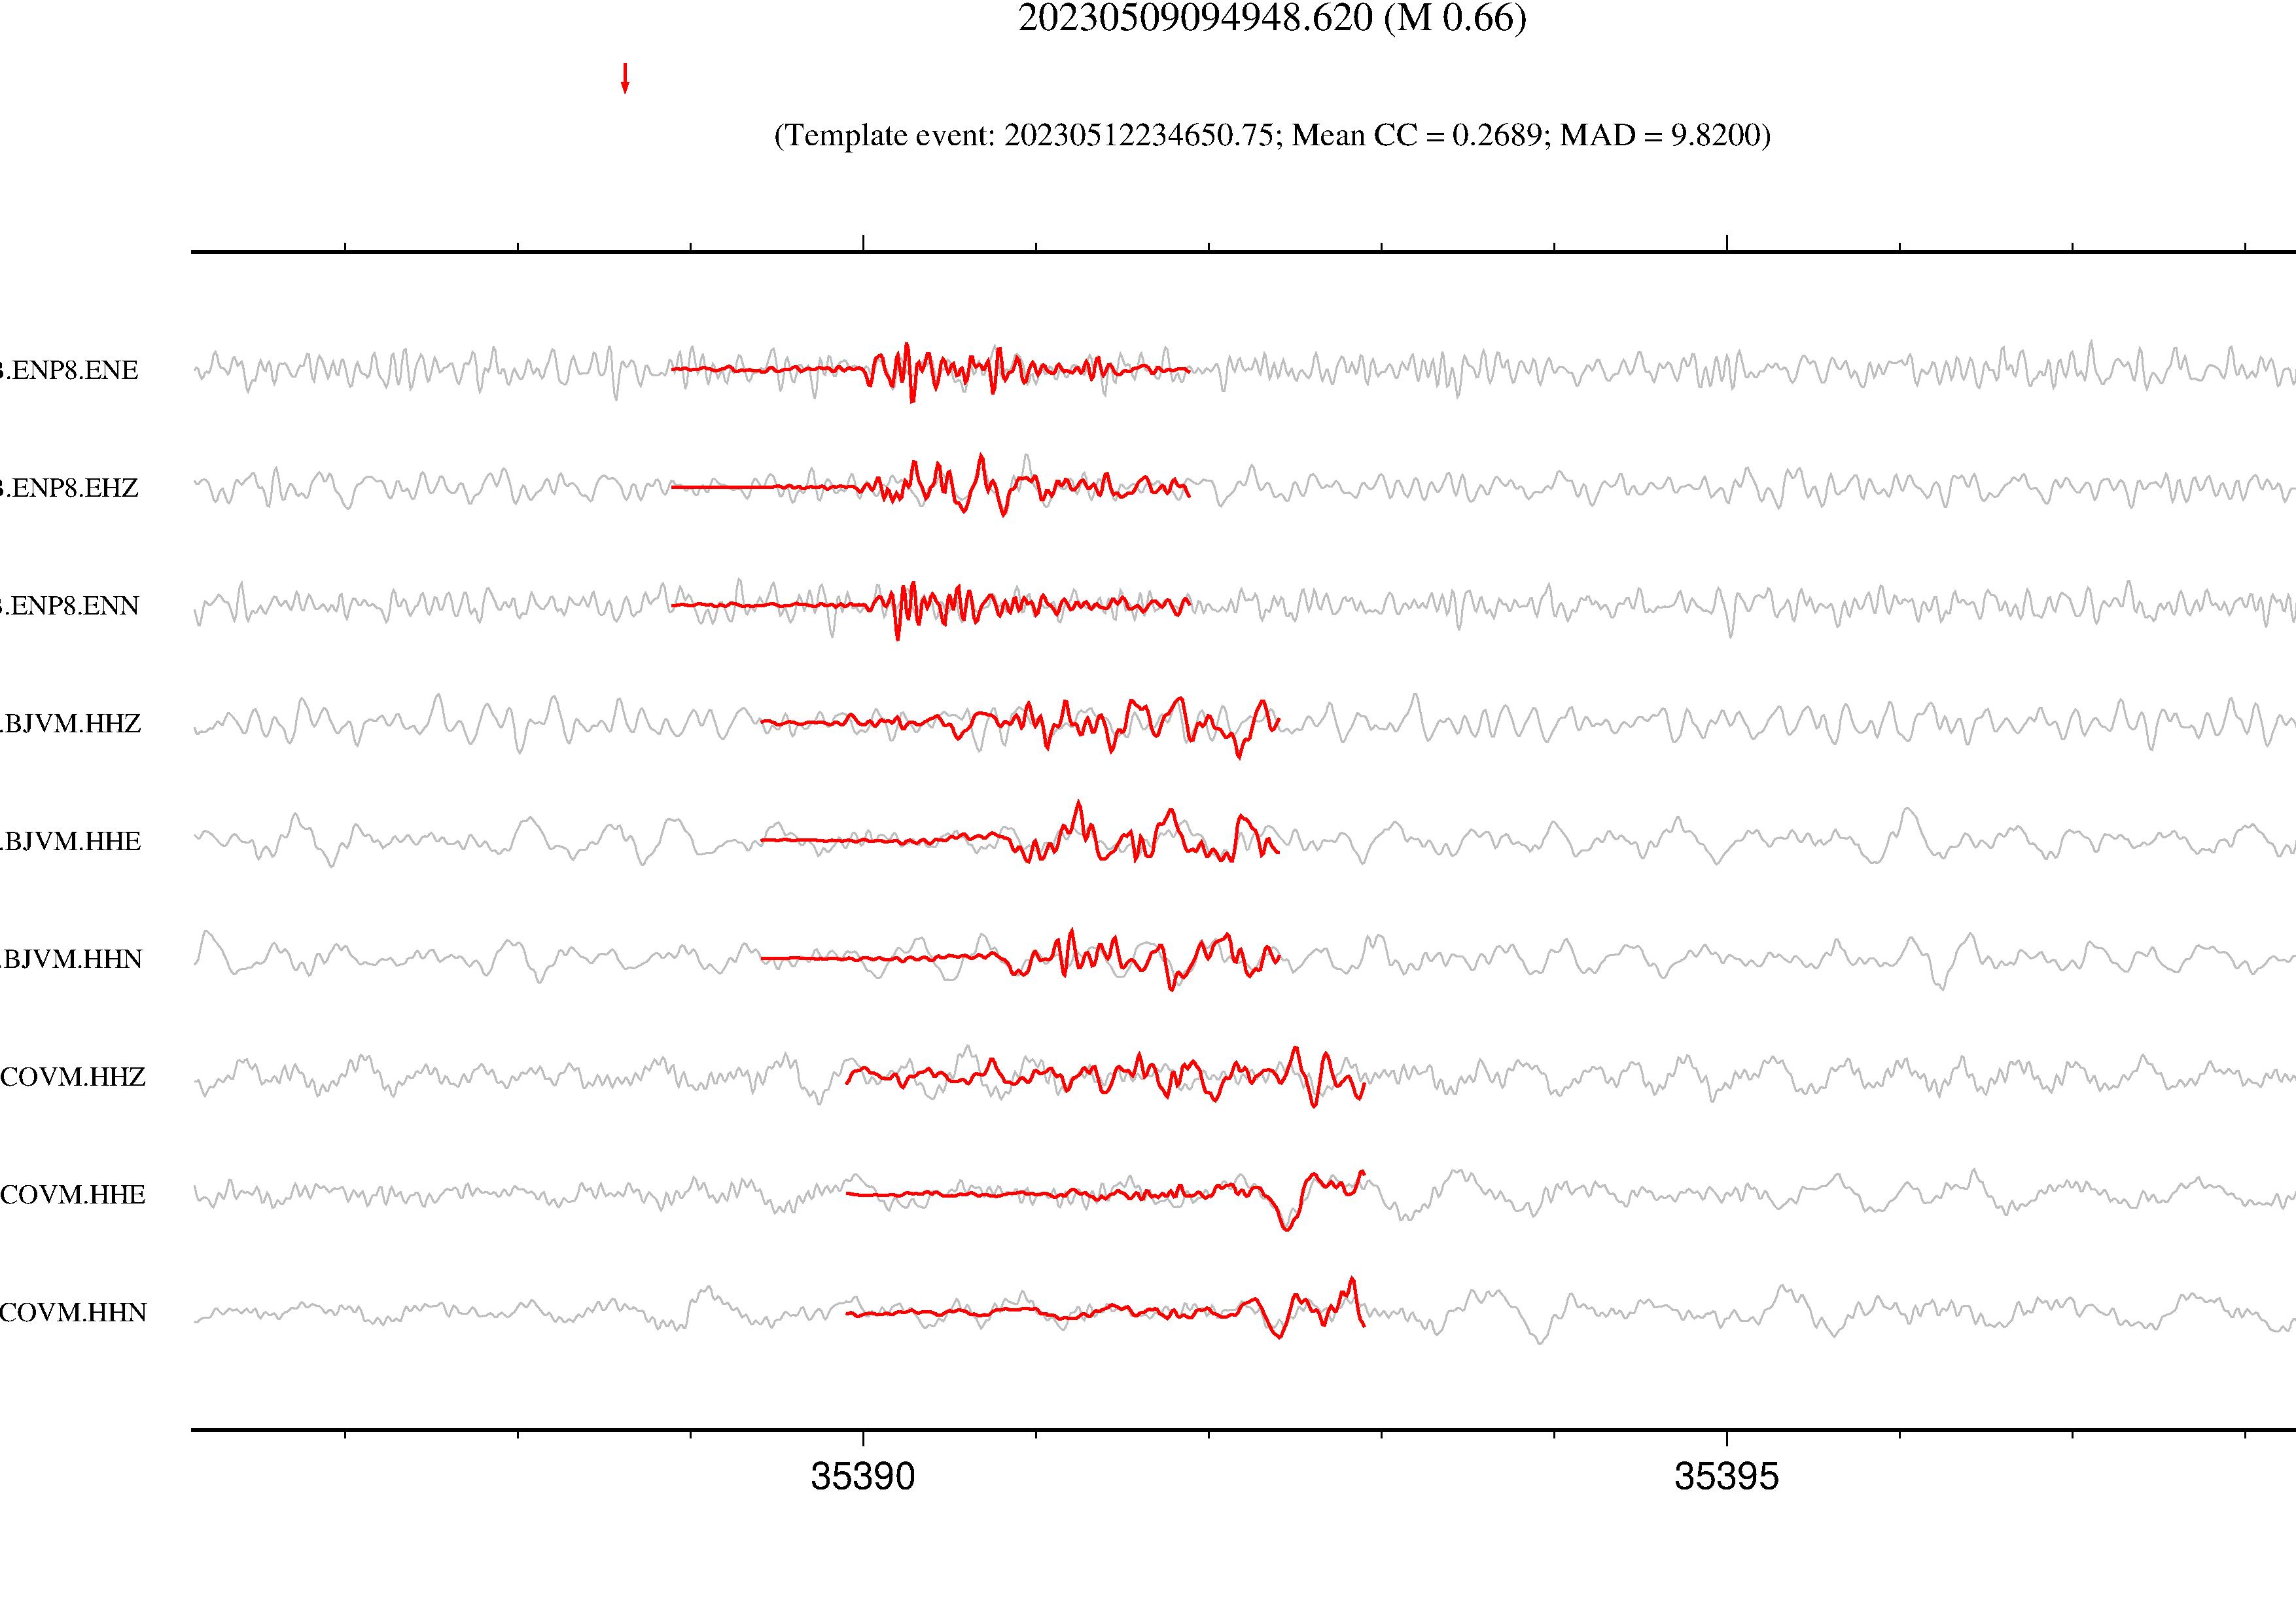 20230509094948.620 (M 0.66)
(Template event: 20230512234650.75; Mean CC = 0.2689; MAD = 9.8200)
.ENP8.ENE
.ENP8.EHZ
.ENP8.ENN
.BJVM.HHZ
.BJVM.HHE
.BJVM.HHN
COVM.HHZ
COVM.HHE
COVM.HHN
35390 35395